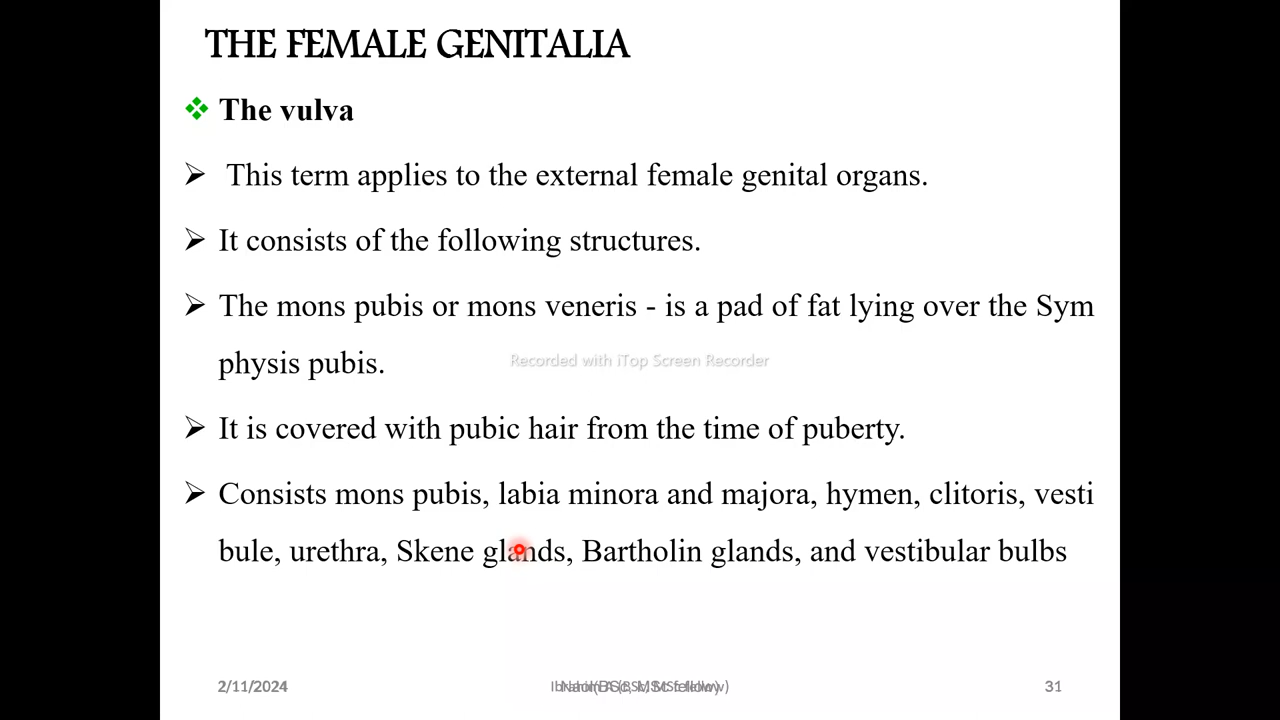 THE FEMALE GENITALIA
The vulva
This term applies to the external female genital organs.
It consists of the following structures.
The mons pubis or mons veneris - is a pad of fat lying over the Sym
physis pubis.
Recorded with iTop Screen Recorder
It is covered with pubic hair from the time of puberty.
Consists mons pubis, labia minora and majora, hymen, clitoris, vesti
bule, urethra, Skene glands, Bartholin glands, and vestibular bulbs
2/11/2024
31